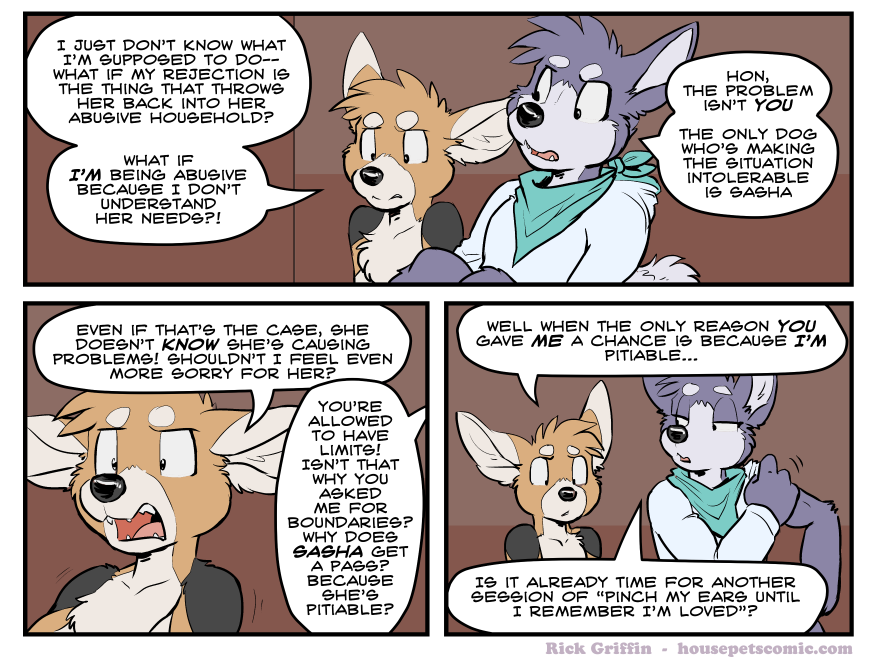 I JUST DON'T KNOW WHAT
I'M SUPPOSED TO DO--
WHAT IF MY REJECTION IS
THE THING THAT THROWS
HER BACK INTO HER
ABUSIVE HOUSEHOLD?
WHAT IF
I'M BEING ABUSIVE
BECAUSE I DON'T
UNDERSTAND
HER NEEDS?!
HON,
THE PROBLEM
ISN'T YOU
THE ONLY DOG
WHO'S MAKING
THE SITUATION
INTOLERABLE
IS SASHA
EVEN IF THAT'S THE CASE, SHE
DOESN'T KNOW SHE'S CAUSING
PROBLEMS! SHOULDN'T I FEEL EVEN
MORE SORRY FOR HER?
YOU'RE
ALLOWED
TO HAVE
LIMITS!
ISN'T THAT
WHY YOU
ASKED
ME FOR
BOUNDARIES?
WHY DOES
SASHA GET
A PASS?
BECAUSE
SHE'S
PITIABLE?
WELL WHEN THE ONLY REASON YOU
GAVE ME A CHANCE IS BECAUSE I'M
PITIABLE...
IS IT ALREADY TIME FOR ANOTHER
SESSION OF "PINCH MY EARS UNTIL
I REMEMBER I'M LOVED"?
Rick Griffin - housepetscomic.com